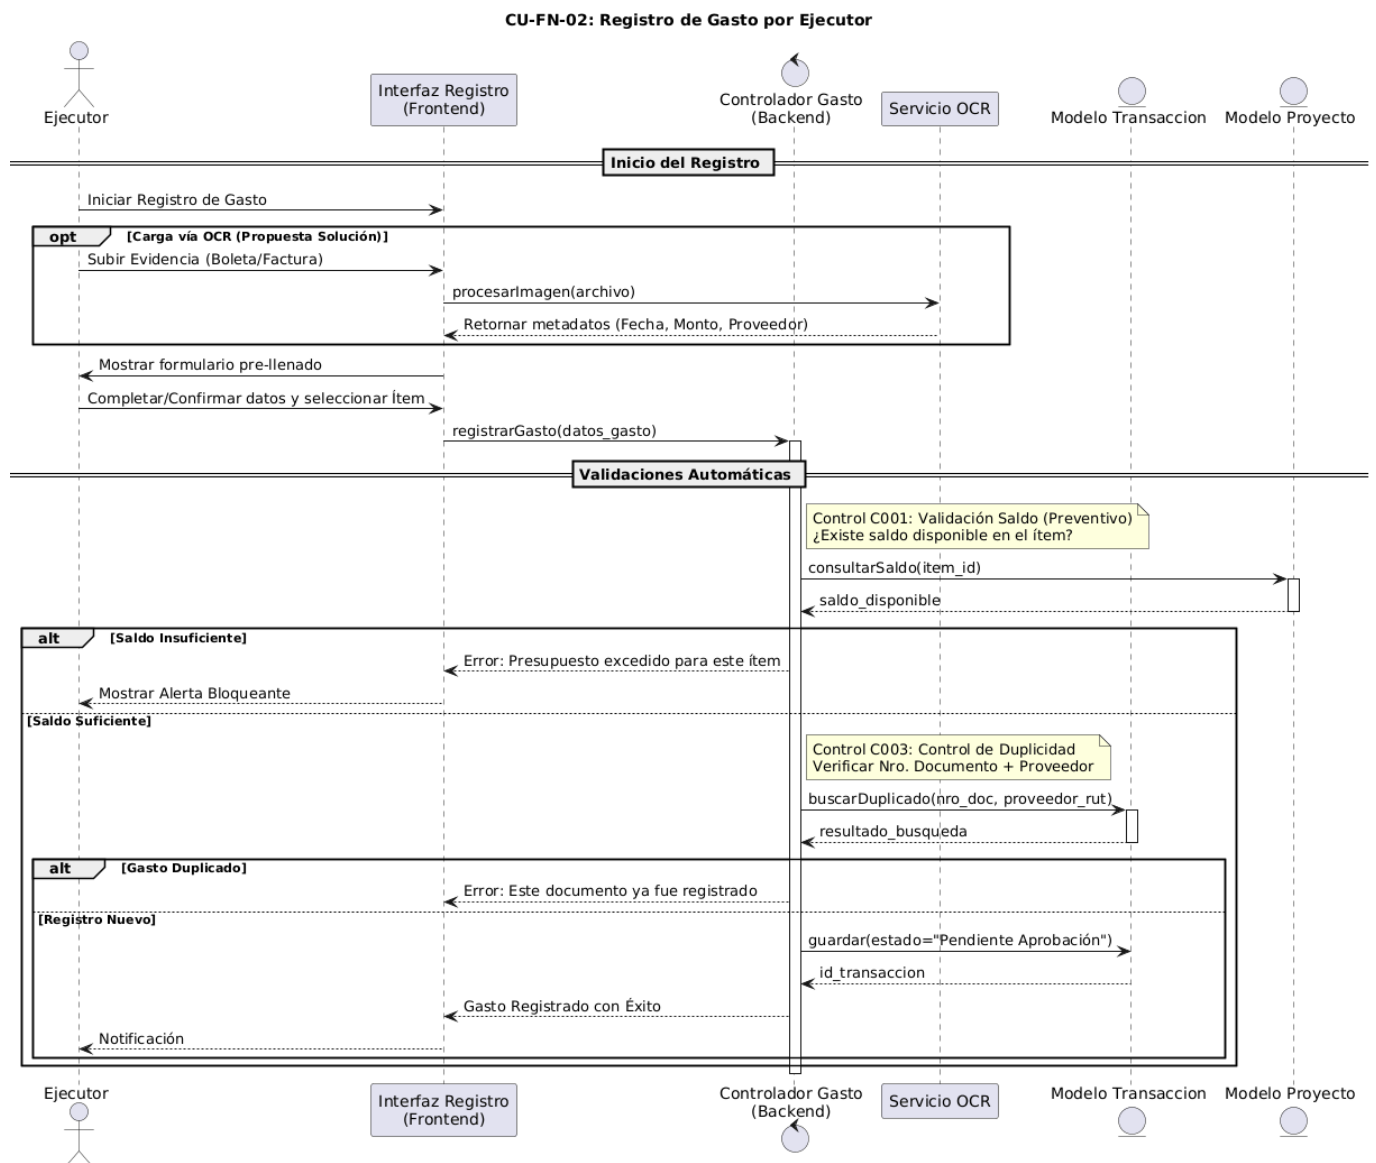 CU-FN-02: Registro de Gasto por Ejecutor
Ejecutor
Interfaz Registro
(Frontend)
Controlador Gasto
(Backend)
Servicio OCR
Modelo Transaccion
Modelo Proyecto
Inicio del Registro
Iniciar Registro de Gasto
opt
[Carga vía OCR (Propuesta Solución)]
Subir Evidencia (Boleta/Factura)
procesarImagen(archivo)
Retornar metadatos (Fecha, Monto, Proveedor)
Mostrar formulario pre-llenado
Completar/Confirmar datos y seleccionar Ítem
registrarGasto(datos_gasto)
Validaciones Automáticas
Control C001: Validación Saldo (Preventivo)
¿Existe saldo disponible en el ítem?
consultarSaldo(item_id)
saldo_disponible
alt
[Saldo Insuficiente]
Error: Presupuesto excedido para este ítem
Mostrar Alerta Bloqueante
[Saldo Suficiente]
Control C003: Control de Duplicidad
Verificar Nro. Documento + Proveedor
buscarDuplicado(nro_doc, proveedor_rut)
resultado_busqueda
alt
[Gasto Duplicado]
Error: Este documento ya fue registrado
[Registro Nuevo]
guardar(estado="Pendiente Aprobación")
id_transaccion
Gasto Registrado con Éxito
Notificación
Ejecutor
Interfaz Registro
(Frontend)
Controlador Gasto
(Backend)
Servicio OCR
Modelo Transaccion
Modelo Proyecto